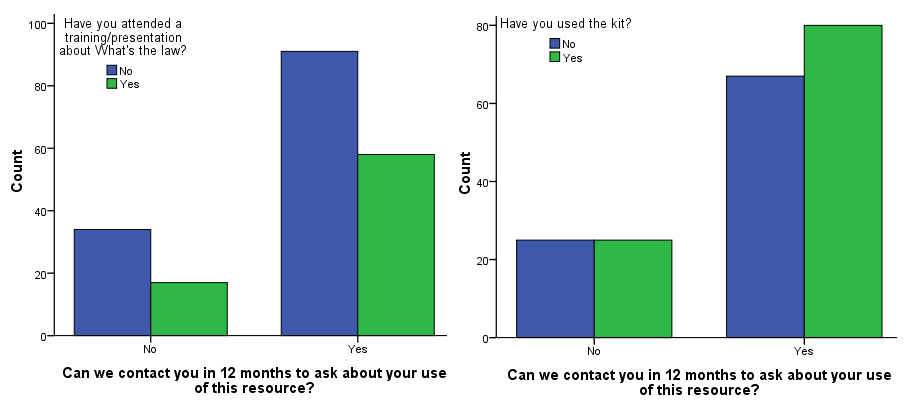 Have you attended a
training/presentation
about What's the law?
No
Yes
100
80
60
40
20
0
Count
No
Yes
Can we contact you in 12 months to ask about your use
of this resource?
Have you used the kit?
No
Yes
80
60
40
20
0
Count
No
Yes
Can we contact you in 12 months to ask about your use
of this resource?